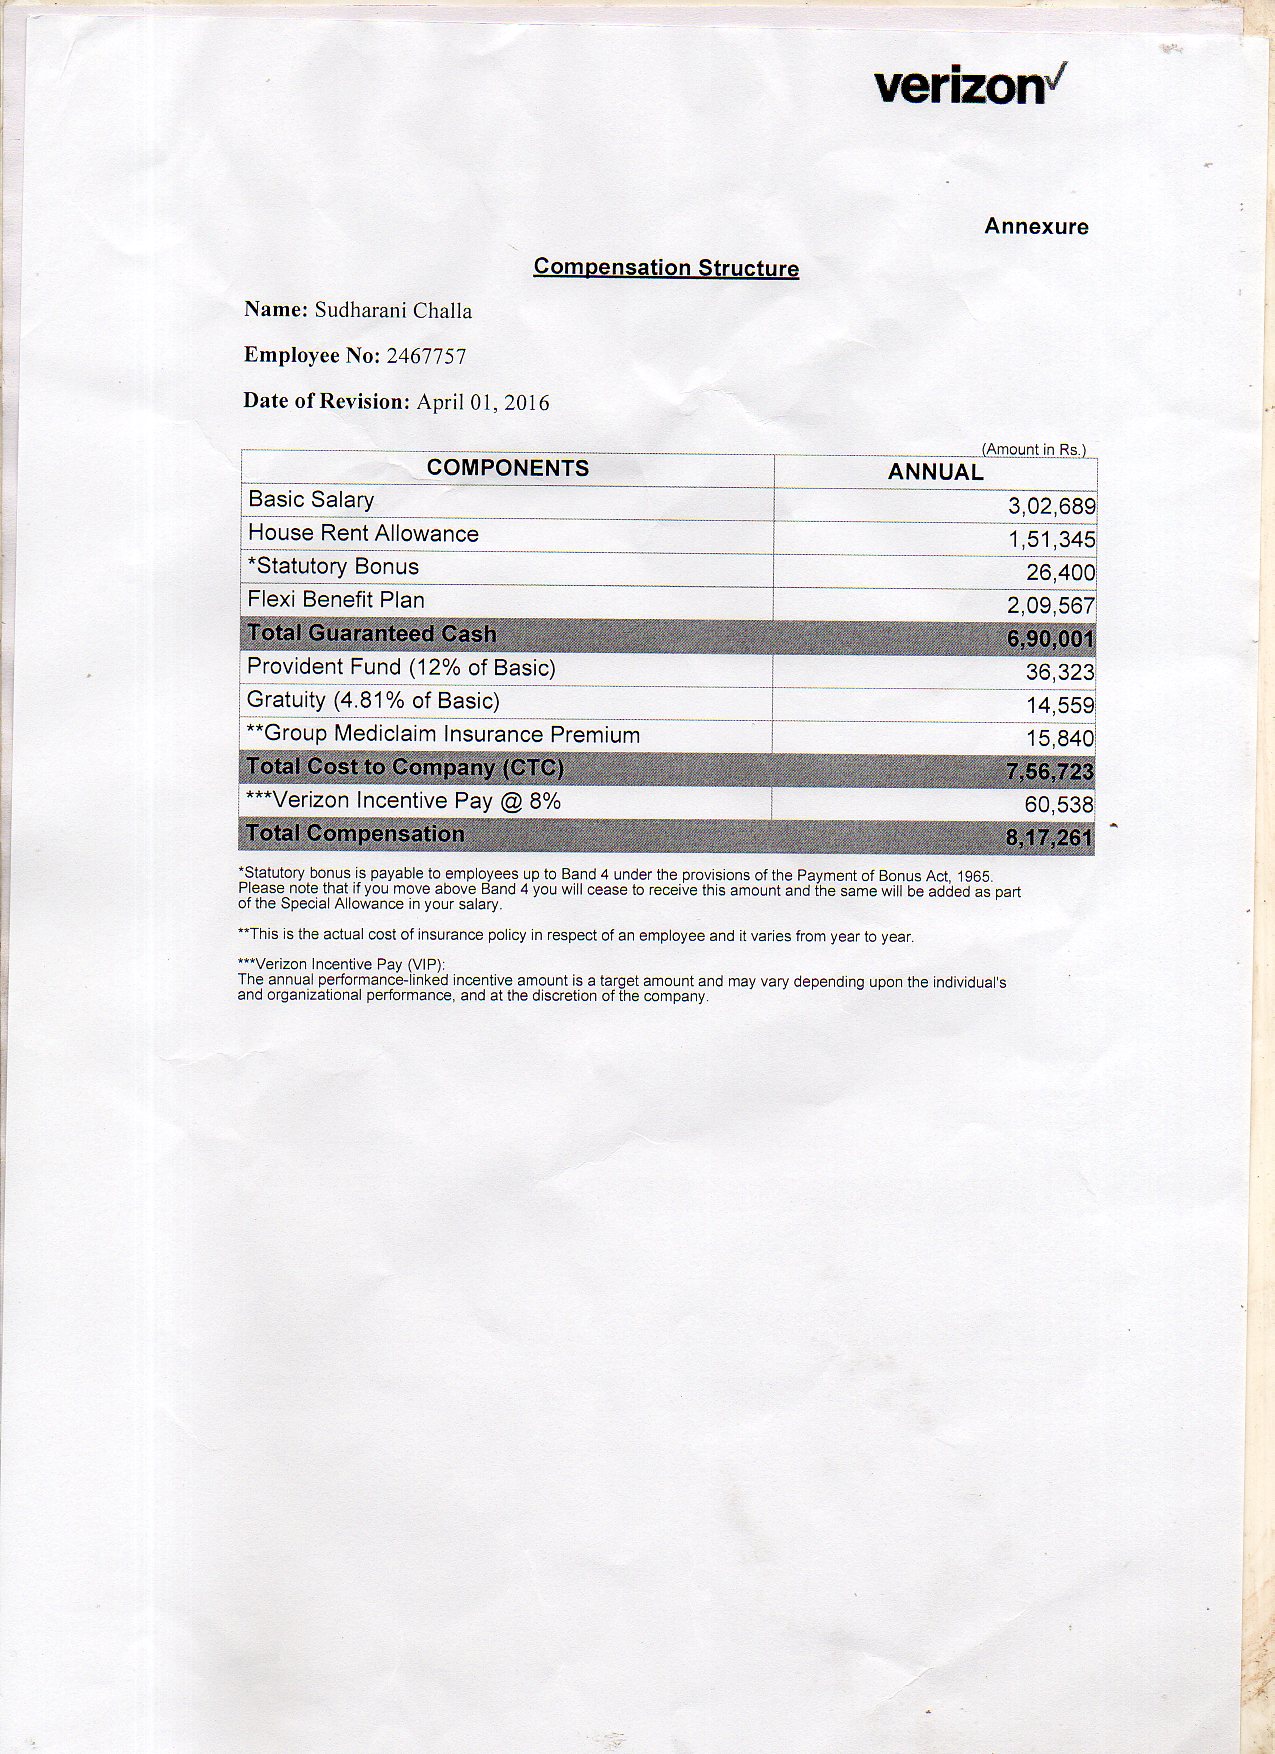 verizon✓
Annexure
Compensation Structure
Name: Sudharani Challa
Employee No: 2467757
Date of Revision: April 01, 2016
(Amount in Rs.)
COMPONENTS ANNUAL
Basic Salary 3,02,689
House Rent Allowance 1,51,345
*Statutory Bonus 26,400
Flexi Benefit Plan 2,09,567
Total Guaranteed Cash 6,90,001
Provident Fund (12% of Basic) 36,323
Gratuity (4.81% of Basic) 14,559
**Group Mediclaim Insurance Premium 15,840
Total Cost to Company (CTC) 7,56,723
***Verizon Incentive Pay @ 8% 60,538
Total Compensation 8,17,261
*Statutory bonus is payable to employees up to Band 4 under the provisions of the Payment of Bonus Act, 1965.
Please note that if you move above Band 4 you will cease to receive this amount and the same will be added as part
of the Special Allowance in your salary.
**This is the actual cost of insurance policy in respect of an employee and it varies from year to year.
***Verizon Incentive Pay (VIP):
The annual performance-linked incentive amount is a target amount and may vary depending upon the individual's
and organizational performance, and at the discretion of the company.